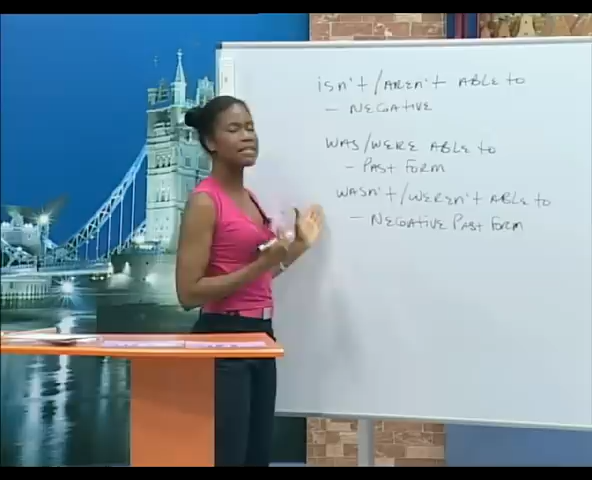 isn't / AREN'T ABLE TO
- NEGATIVE
WAS/WERE ABLE TO
- PAST FORM
WASN'T / WEREN'T ABLE TO
- NEGATIVE PAST FORM